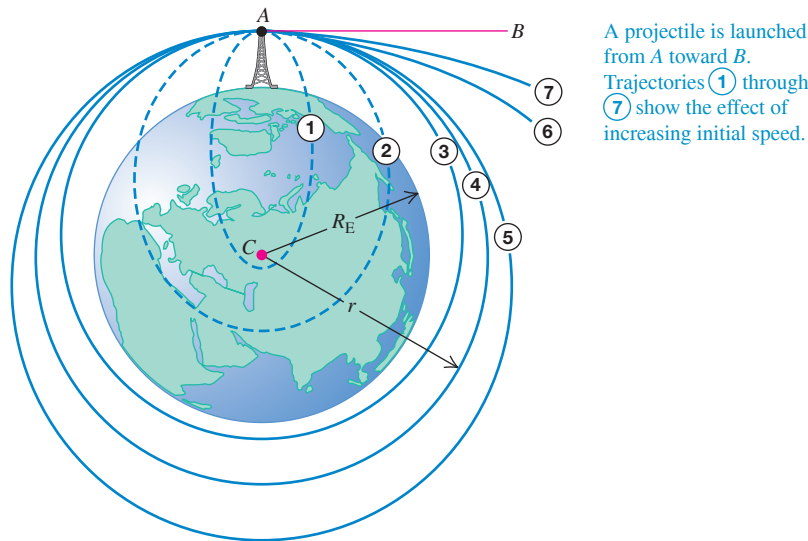 A
B
A projectile is launched
from A toward B.
Trajectories 1 through
7 show the effect of
increasing initial speed.
7
6
1
2
3
4
R_E
C
5
r